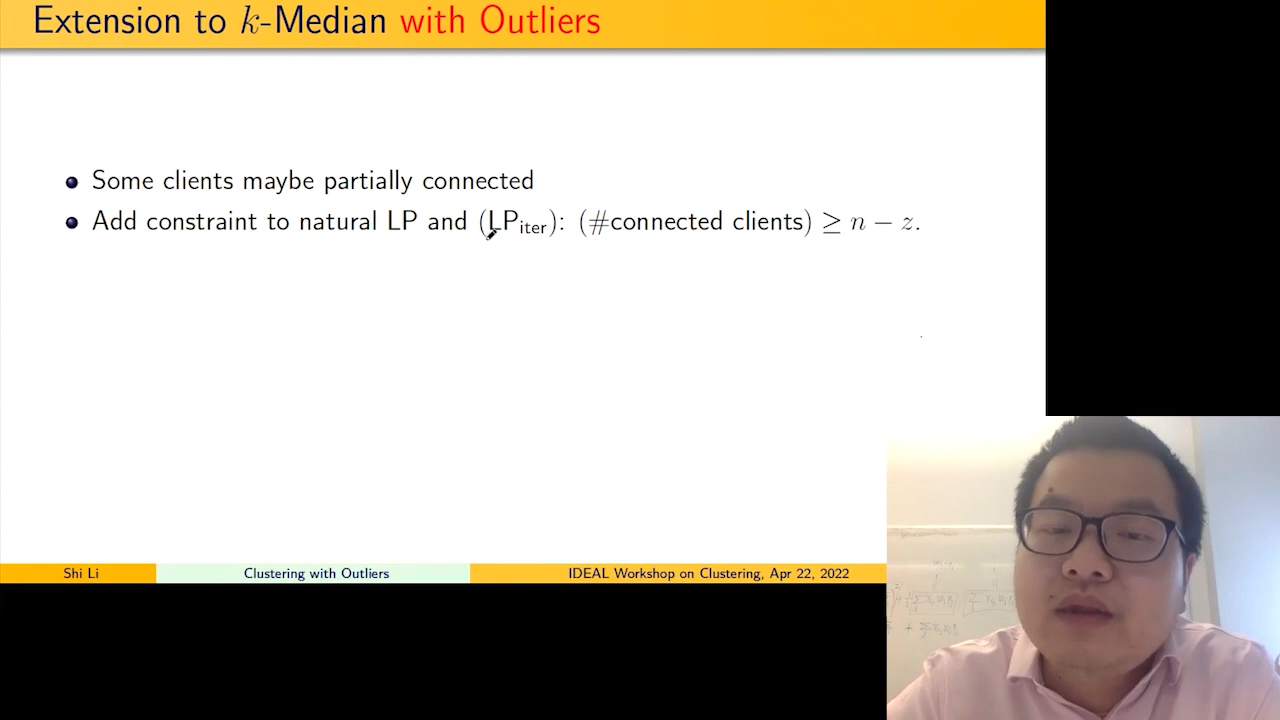 Extension to k-Median with Outliers
Some clients maybe partially connected
Add constraint to natural LP and (LP_iter): (#connected clients) ≥ n − z.
Shi Li
Clustering with Outliers
IDEAL Workshop on Clustering, Apr 22, 2022